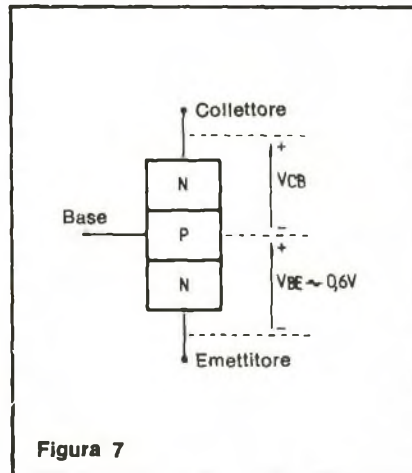 Collettore
+
N
VCB
Base
P
-
+
N
VBE ~ 0,6V
-
Emettitore
Figura 7